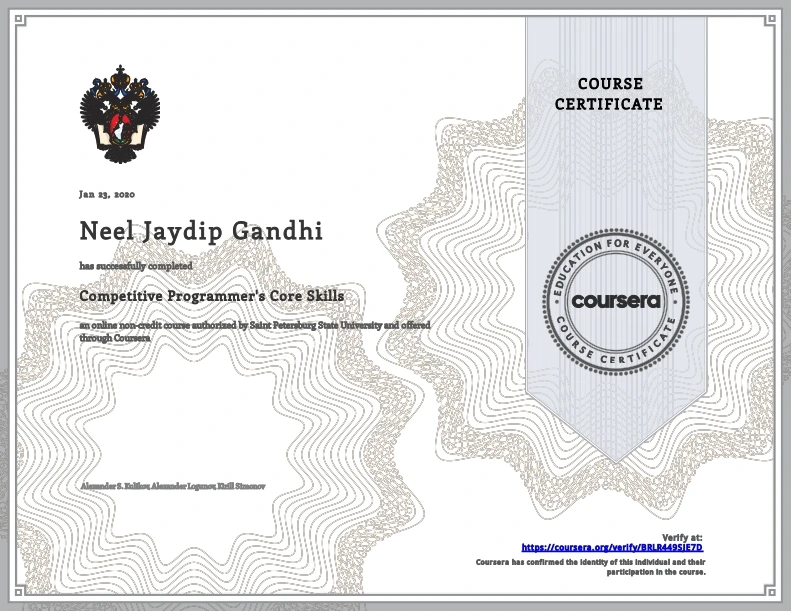 COURSE
CERTIFICATE
Jan 23, 2020
Neel Jaydip Gandhi
has successfully completed
Competitive Programmer's Core Skills
an online non-credit course authorized by Saint Petersburg State University and offered
through Coursera
EDUCATION FOR EVERYONE
coursera
COURSE CERTIFICATE
Alexander S. Kulikov, Alexander Logunov, Kirill Simonov
Verify at:
https://coursera.org/verify/BRLR449SJE7D
Coursera has confirmed the identity of this individual and their
participation in the course.